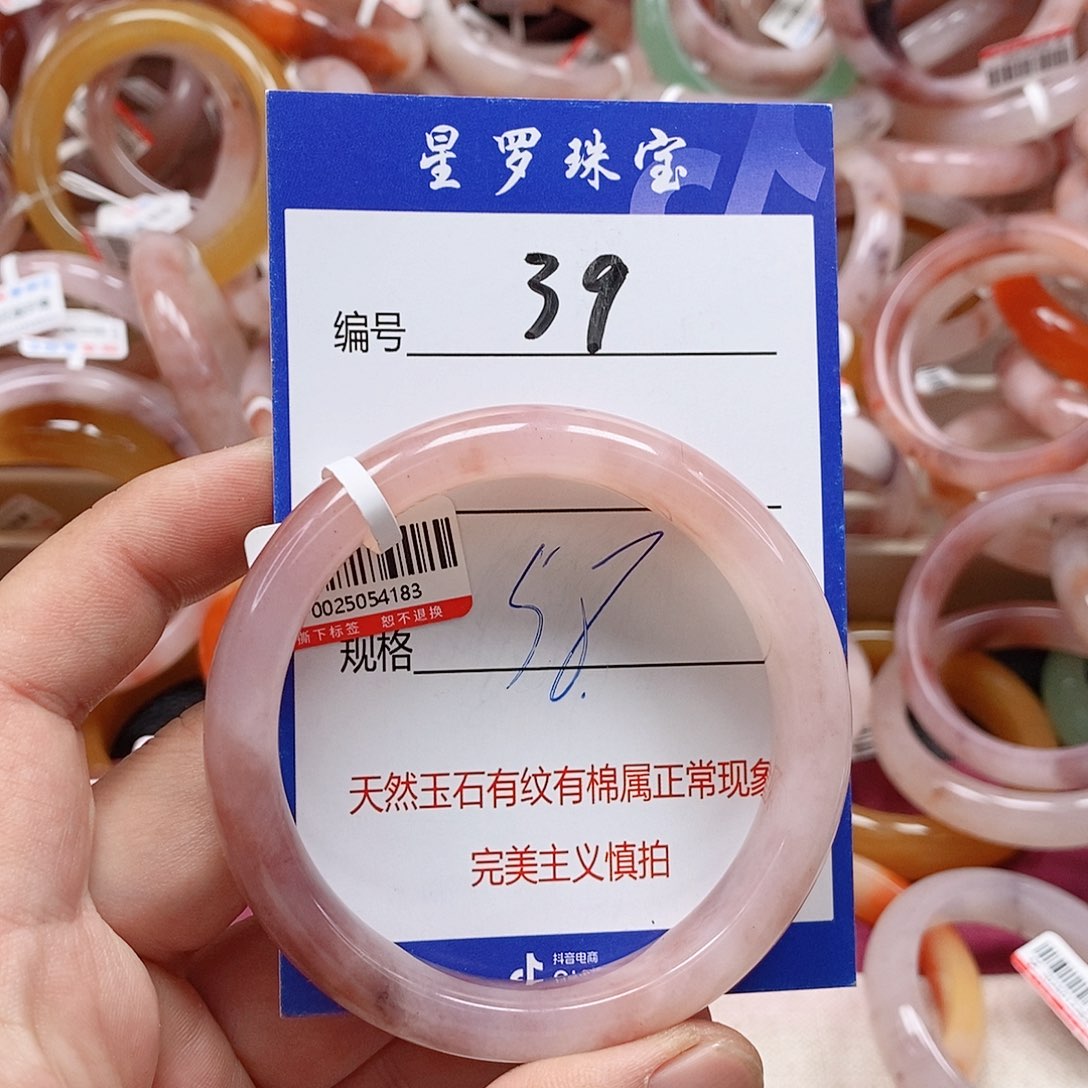 星罗珠宝
编号 39
0025054183
撕下标签 恕不退换
规格 58.
天然玉石有纹有棉属正常现象
完美主义慎拍
抖音电商